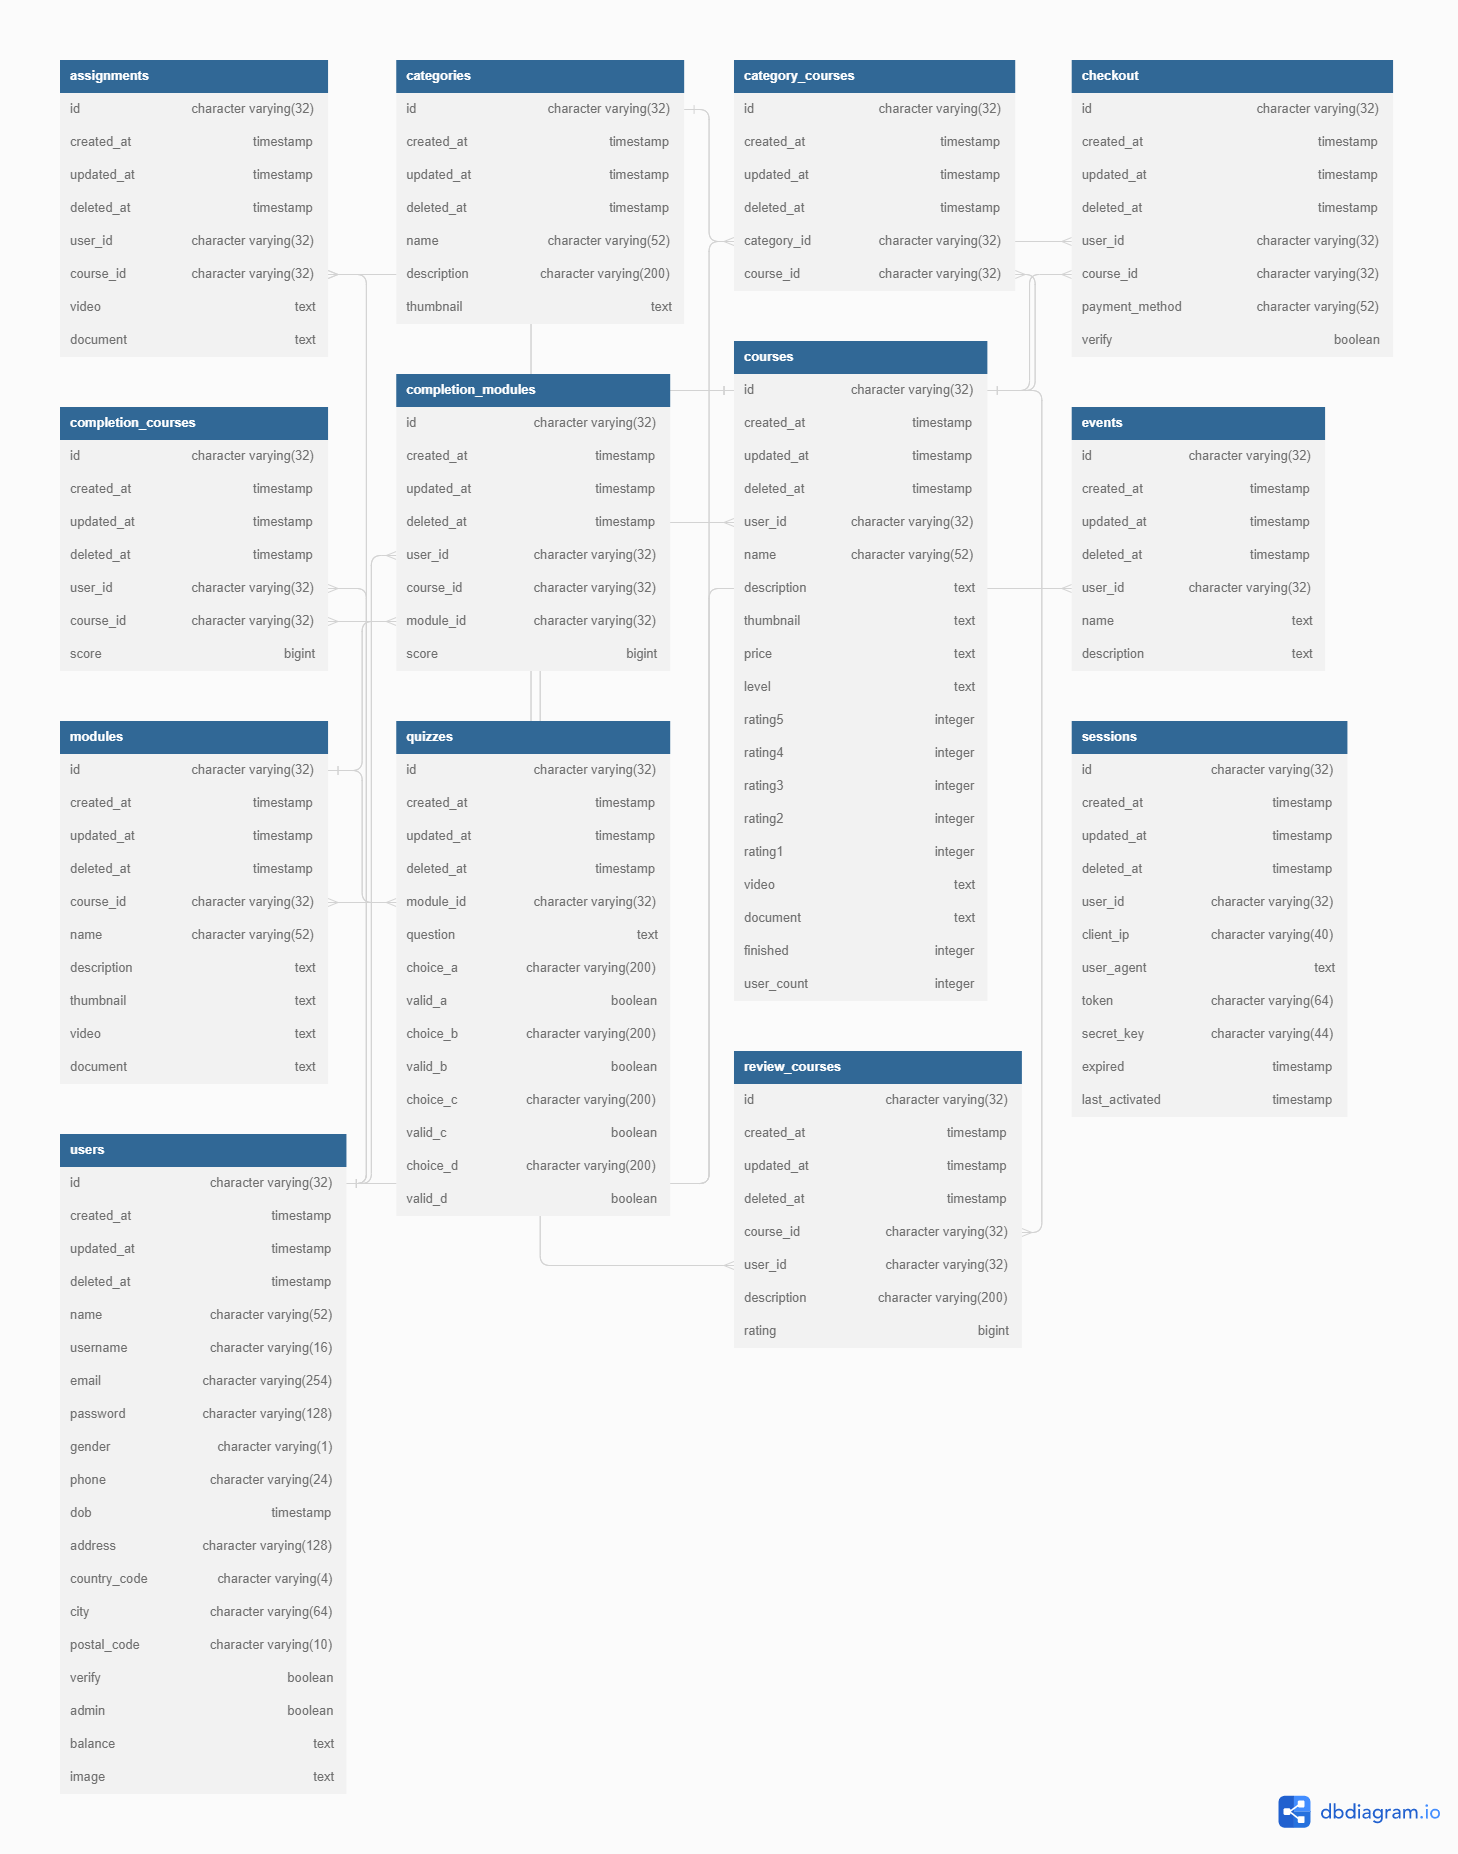 assignments
id character varying(32)
created_at timestamp
updated_at timestamp
deleted_at timestamp
user_id character varying(32)
course_id character varying(32)
video text
document text
categories
id character varying(32)
created_at timestamp
updated_at timestamp
deleted_at timestamp
name character varying(52)
description character varying(200)
thumbnail text
category_courses
id character varying(32)
created_at timestamp
updated_at timestamp
deleted_at timestamp
category_id character varying(32)
course_id character varying(32)
checkout
id character varying(32)
created_at timestamp
updated_at timestamp
deleted_at timestamp
user_id character varying(32)
course_id character varying(32)
payment_method character varying(52)
verify boolean
completion_courses
id character varying(32)
created_at timestamp
updated_at timestamp
deleted_at timestamp
user_id character varying(32)
course_id character varying(32)
score bigint
completion_modules
id character varying(32)
created_at timestamp
updated_at timestamp
deleted_at timestamp
user_id character varying(32)
course_id character varying(32)
module_id character varying(32)
score bigint
courses
id character varying(32)
created_at timestamp
updated_at timestamp
deleted_at timestamp
user_id character varying(32)
name character varying(52)
description text
thumbnail text
price text
level text
rating5 integer
rating4 integer
rating3 integer
rating2 integer
rating1 integer
video text
document text
finished integer
user_count integer
events
id character varying(32)
created_at timestamp
updated_at timestamp
deleted_at timestamp
user_id character varying(32)
name text
description text
modules
id character varying(32)
created_at timestamp
updated_at timestamp
deleted_at timestamp
course_id character varying(32)
name character varying(52)
description text
thumbnail text
video text
document text
quizzes
id character varying(32)
created_at timestamp
updated_at timestamp
deleted_at timestamp
module_id character varying(32)
question text
choice_a character varying(200)
valid_a boolean
choice_b character varying(200)
valid_b boolean
choice_c character varying(200)
valid_c boolean
choice_d character varying(200)
valid_d boolean
sessions
id character varying(32)
created_at timestamp
updated_at timestamp
deleted_at timestamp
user_id character varying(32)
client_ip character varying(40)
user_agent text
token character varying(64)
secret_key character varying(44)
expired timestamp
last_activated timestamp
review_courses
id character varying(32)
created_at timestamp
updated_at timestamp
deleted_at timestamp
course_id character varying(32)
user_id character varying(32)
description character varying(200)
rating bigint
users
id character varying(32)
created_at timestamp
updated_at timestamp
deleted_at timestamp
name character varying(52)
username character varying(16)
email character varying(254)
password character varying(128)
gender character varying(1)
phone character varying(24)
dob timestamp
address character varying(128)
country_code character varying(4)
city character varying(64)
postal_code character varying(10)
verify boolean
admin boolean
balance text
image text
dbdiagram.io